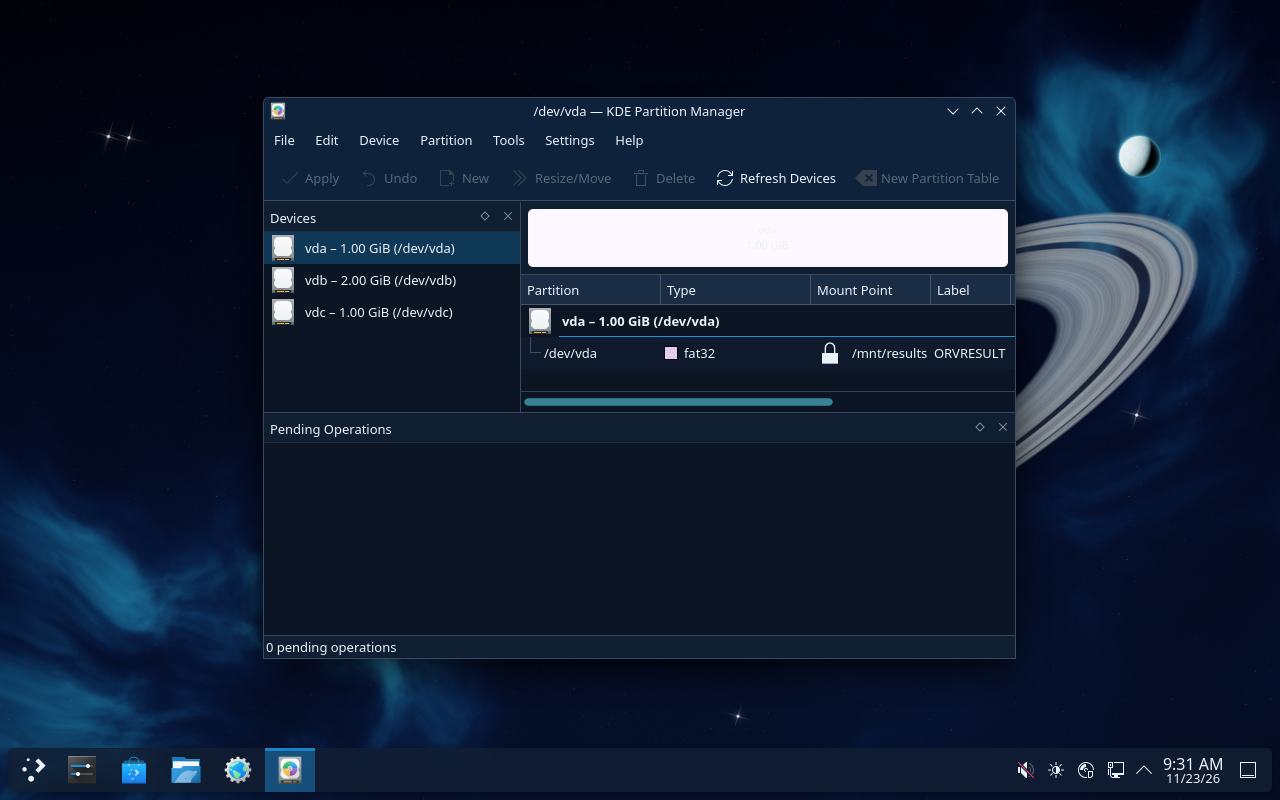 /dev/vda — KDE Partition Manager
File Edit Device Partition Tools Settings Help
Apply Undo New Resize/Move Delete Refresh Devices New Partition Table
Devices
vda – 1.00 GiB (/dev/vda)
vdb – 2.00 GiB (/dev/vdb)
vdc – 1.00 GiB (/dev/vdc)
vda
1.00 GiB
Partition Type Mount Point Label
vda – 1.00 GiB (/dev/vda)
/dev/vda fat32 /mnt/results ORVRESULT
Pending Operations
0 pending operations
9:31 AM
11/23/26